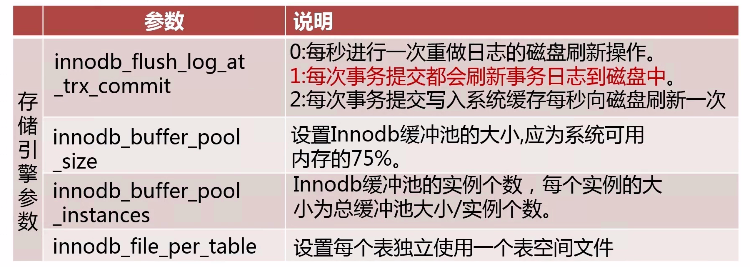 参数
说明
存储引擎参数
innodb_flush_log_at
_trx_commit
0:每秒进行一次重做日志的磁盘刷新操作。
1:每次事务提交都会刷新事务日志到磁盘中。
2:每次事务提交写入系统缓存每秒向磁盘刷新一次
innodb_buffer_pool
_size
设置Innodb缓冲池的大小,应为系统可用
内存的75%。
innodb_buffer_pool
_instances
Innodb缓冲池的实例个数，每个实例的大
小为总缓冲池大小/实例个数。
innodb_file_per_table
设置每个表独立使用一个表空间文件